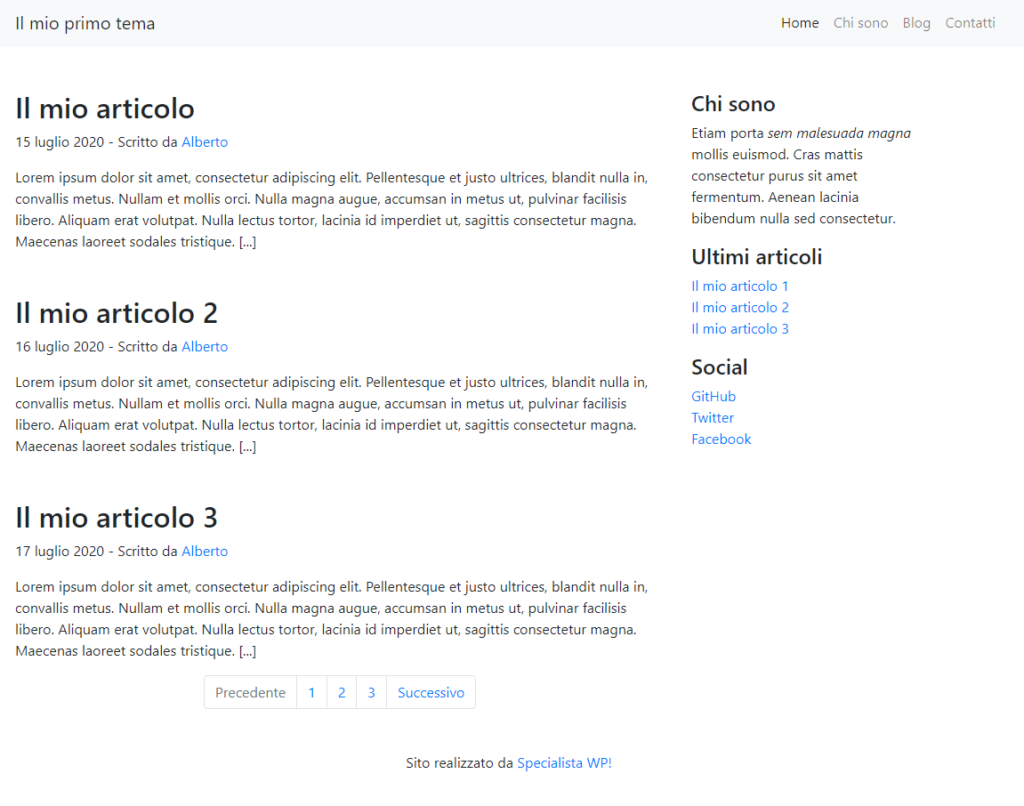 Il mio primo tema
Home Chi sono Blog Contatti
Il mio articolo
15 luglio 2020 - Scritto da Alberto
Lorem ipsum dolor sit amet, consectetur adipiscing elit. Pellentesque et justo ultrices, blandit nulla in,
convallis metus. Nullam et mollis orci. Nulla magna augue, accumsan in metus ut, pulvinar facilisis
libero. Aliquam erat volutpat. Nulla lectus tortor, lacinia id imperdiet ut, sagittis consectetur magna.
Maecenas laoreet sodales tristique. [...]
Il mio articolo 2
16 luglio 2020 - Scritto da Alberto
Lorem ipsum dolor sit amet, consectetur adipiscing elit. Pellentesque et justo ultrices, blandit nulla in,
convallis metus. Nullam et mollis orci. Nulla magna augue, accumsan in metus ut, pulvinar facilisis
libero. Aliquam erat volutpat. Nulla lectus tortor, lacinia id imperdiet ut, sagittis consectetur magna.
Maecenas laoreet sodales tristique. [...]
Il mio articolo 3
17 luglio 2020 - Scritto da Alberto
Lorem ipsum dolor sit amet, consectetur adipiscing elit. Pellentesque et justo ultrices, blandit nulla in,
convallis metus. Nullam et mollis orci. Nulla magna augue, accumsan in metus ut, pulvinar facilisis
libero. Aliquam erat volutpat. Nulla lectus tortor, lacinia id imperdiet ut, sagittis consectetur magna.
Maecenas laoreet sodales tristique. [...]
Precedente 1 2 3 Successivo
Chi sono
Etiam porta sem malesuada magna
mollis euismod. Cras mattis
consectetur purus sit amet
fermentum. Aenean lacinia
bibendum nulla sed consectetur.
Ultimi articoli
Il mio articolo 1
Il mio articolo 2
Il mio articolo 3
Social
GitHub
Twitter
Facebook
Sito realizzato da Specialista WP!